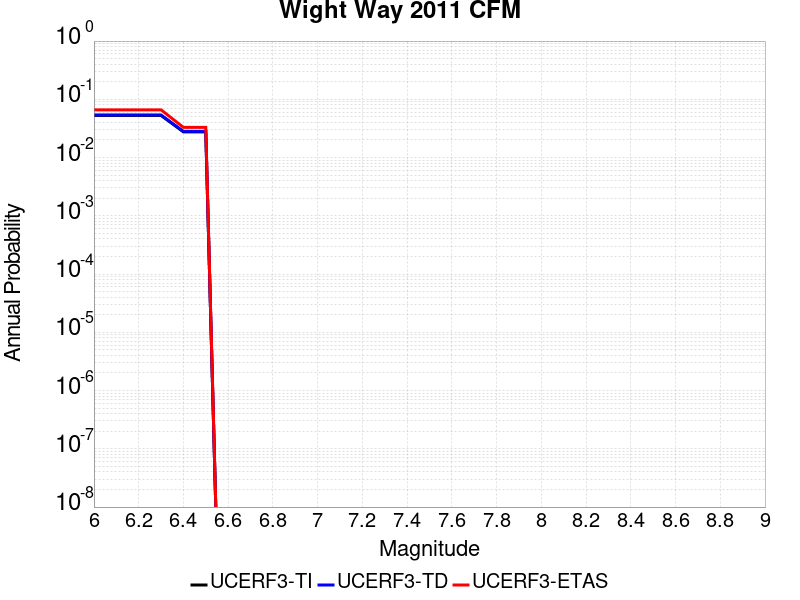 Wight Way 2011 CFM
10^0
10^-1
10^-2
10^-3
10^-4
10^-5
10^-6
10^-7
10^-8
Annual Probability
6 6.2 6.4 6.6 6.8 7 7.2 7.4 7.6 7.8 8 8.2 8.4 8.6 8.8 9
Magnitude
UCERF3-TI UCERF3-TD UCERF3-ETAS